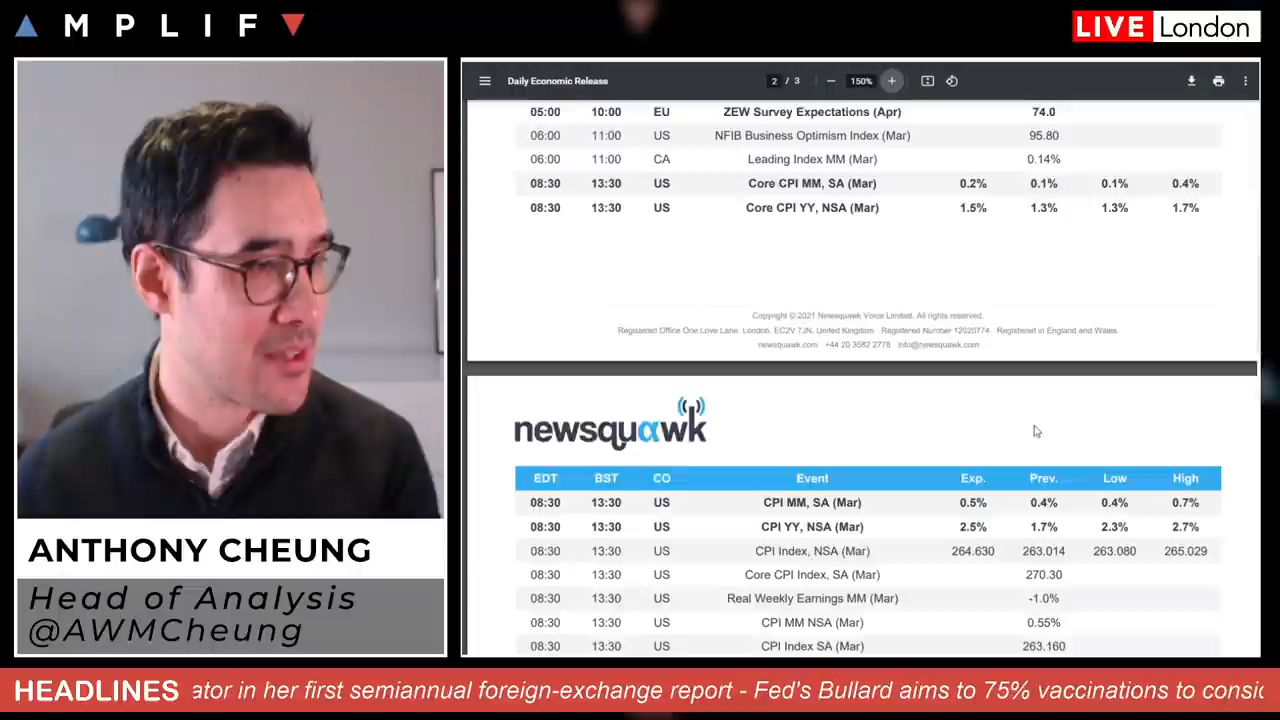 AMPLIFY
LIVE London
Daily Economic Release
2 / 3
150%
05:00 10:00 EU ZEW Survey Expectations (Apr) 74.0
06:00 11:00 US NFIB Business Optimism Index (Mar) 95.80
06:00 11:00 CA Leading Index MM (Mar) 0.14%
08:30 13:30 US Core CPI MM, SA (Mar) 0.2% 0.1% 0.1% 0.4%
08:30 13:30 US Core CPI YY, NSA (Mar) 1.5% 1.3% 1.3% 1.7%
Copyright © 2021 Newsquawk Voice Limited. All rights reserved.
Registered Office One Love Lane, London, EC2V 7JN, United Kingdom Registered Number 12020774 Registered in England and Wales.
newsquawk.com +44 20 3582 2778 info@newsquawk.com
newsquawk
EDT BST CO Event Exp. Prev. Low High
08:30 13:30 US CPI MM, SA (Mar) 0.5% 0.4% 0.4% 0.7%
08:30 13:30 US CPI YY, NSA (Mar) 2.5% 1.7% 2.3% 2.7%
08:30 13:30 US CPI Index, NSA (Mar) 264.630 263.014 263.080 265.029
08:30 13:30 US Core CPI Index, SA (Mar) 270.30
08:30 13:30 US Real Weekly Earnings MM (Mar) -1.0%
08:30 13:30 US CPI MM NSA (Mar) 0.55%
08:30 13:30 US CPI Index SA (Mar) 263.160
ANTHONY CHEUNG
Head of Analysis
@AWMCheung
HEADLINES ator in her first semiannual foreign-exchange report - Fed's Bullard aims to 75% vaccinations to consid